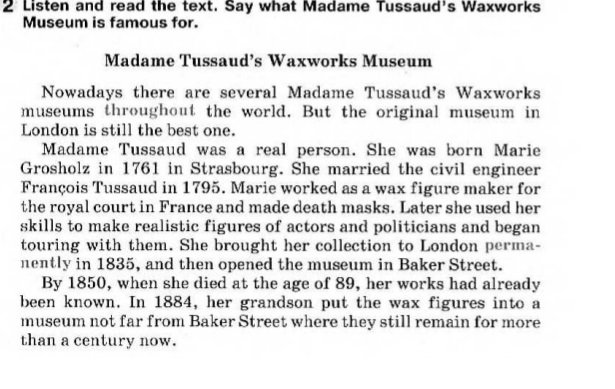 2 Listen and read the text. Say what Madame Tussaud's Waxworks
Museum is famous for.
Madame Tussaud's Waxworks Museum
Nowadays there are several Madame Tussaud's Waxworks
museums throughout the world. But the original museum in
London is still the best one.
Madame Tussaud was a real person. She was born Marie
Grosholz in 1761 in Strasbourg. She married the civil engineer
François Tussaud in 1795. Marie worked as a wax figure maker for
the royal court in France and made death masks. Later she used her
skills to make realistic figures of actors and politicians and began
touring with them. She brought her collection to London perma-
nently in 1835, and then opened the museum in Baker Street.
By 1850, when she died at the age of 89, her works had already
been known. In 1884, her grandson put the wax figures into a
museum not far from Baker Street where they still remain for more
than a century now.